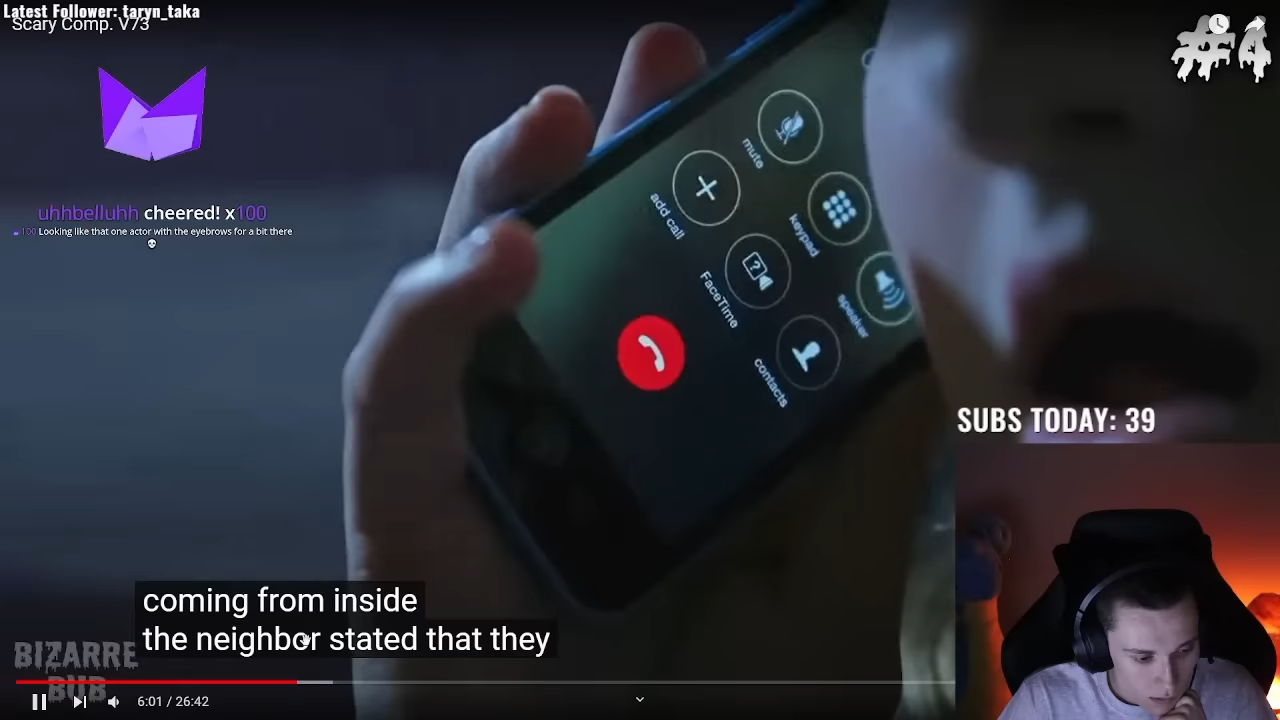 Latest Follower: taryn_taka
Scary Comp. V73
#4
uhhbelluhh cheered! x100
100 Looking like that one actor with the eyebrows for a bit there
mute
add call
keypad
FaceTime
speaker
contacts
SUBS TODAY: 39
coming from inside
the neighbor stated that they
BIZARRE
BUB
6:01 / 26:42